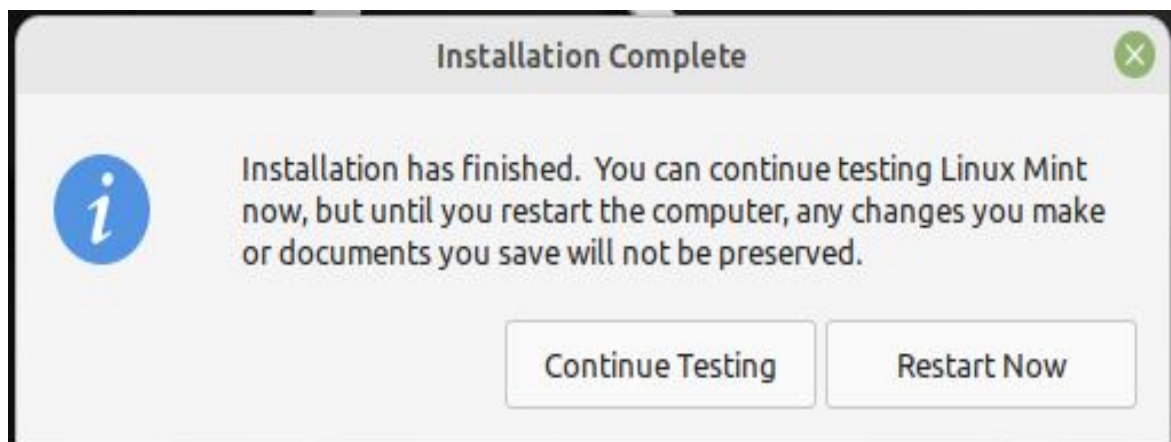 Installation Complete
Installation has finished. You can continue testing Linux Mint
now, but until you restart the computer, any changes you make
or documents you save will not be preserved.
Continue Testing
Restart Now